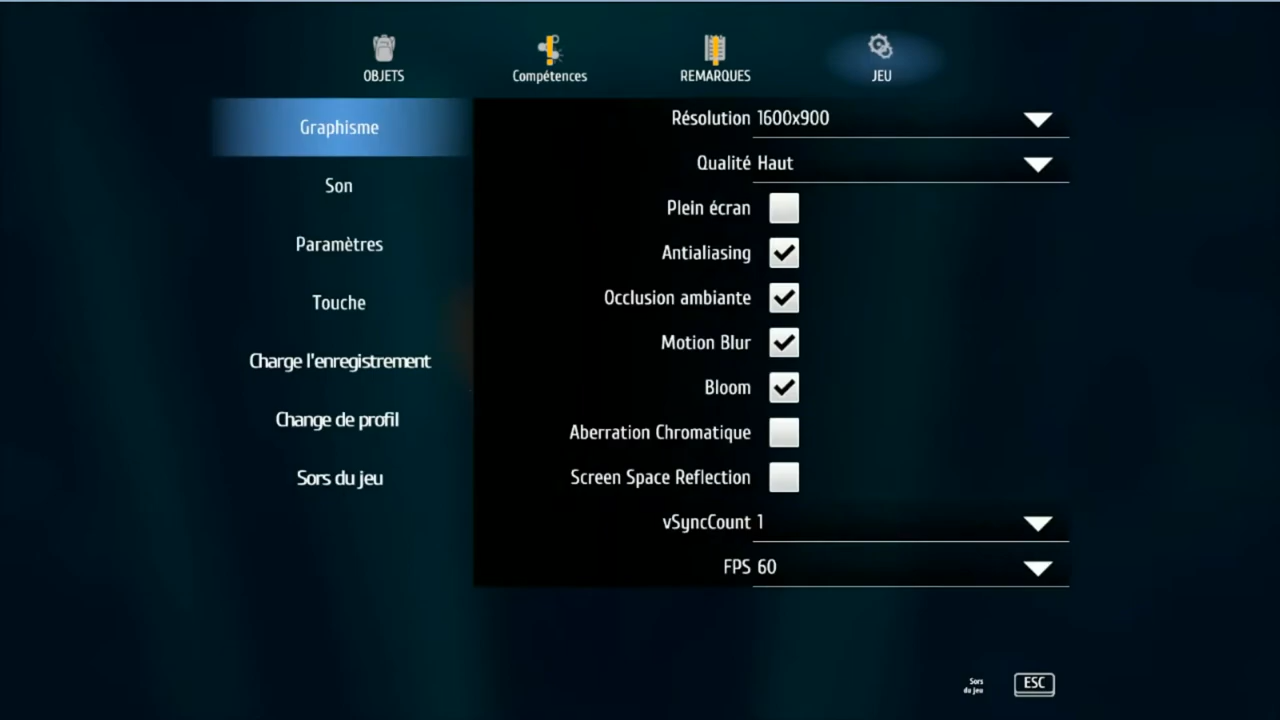 OBJETS
Compétences
REMARQUES
JEU
Graphisme
Son
Paramètres
Touche
Charge l'enregistrement
Change de profil
Sors du jeu
Résolution 1600x900
Qualité Haut
Plein écran
Antialiasing
Occlusion ambiante
Motion Blur
Bloom
Aberration Chromatique
Screen Space Reflection
vSyncCount 1
FPS 60
Sors
du jeu
ESC